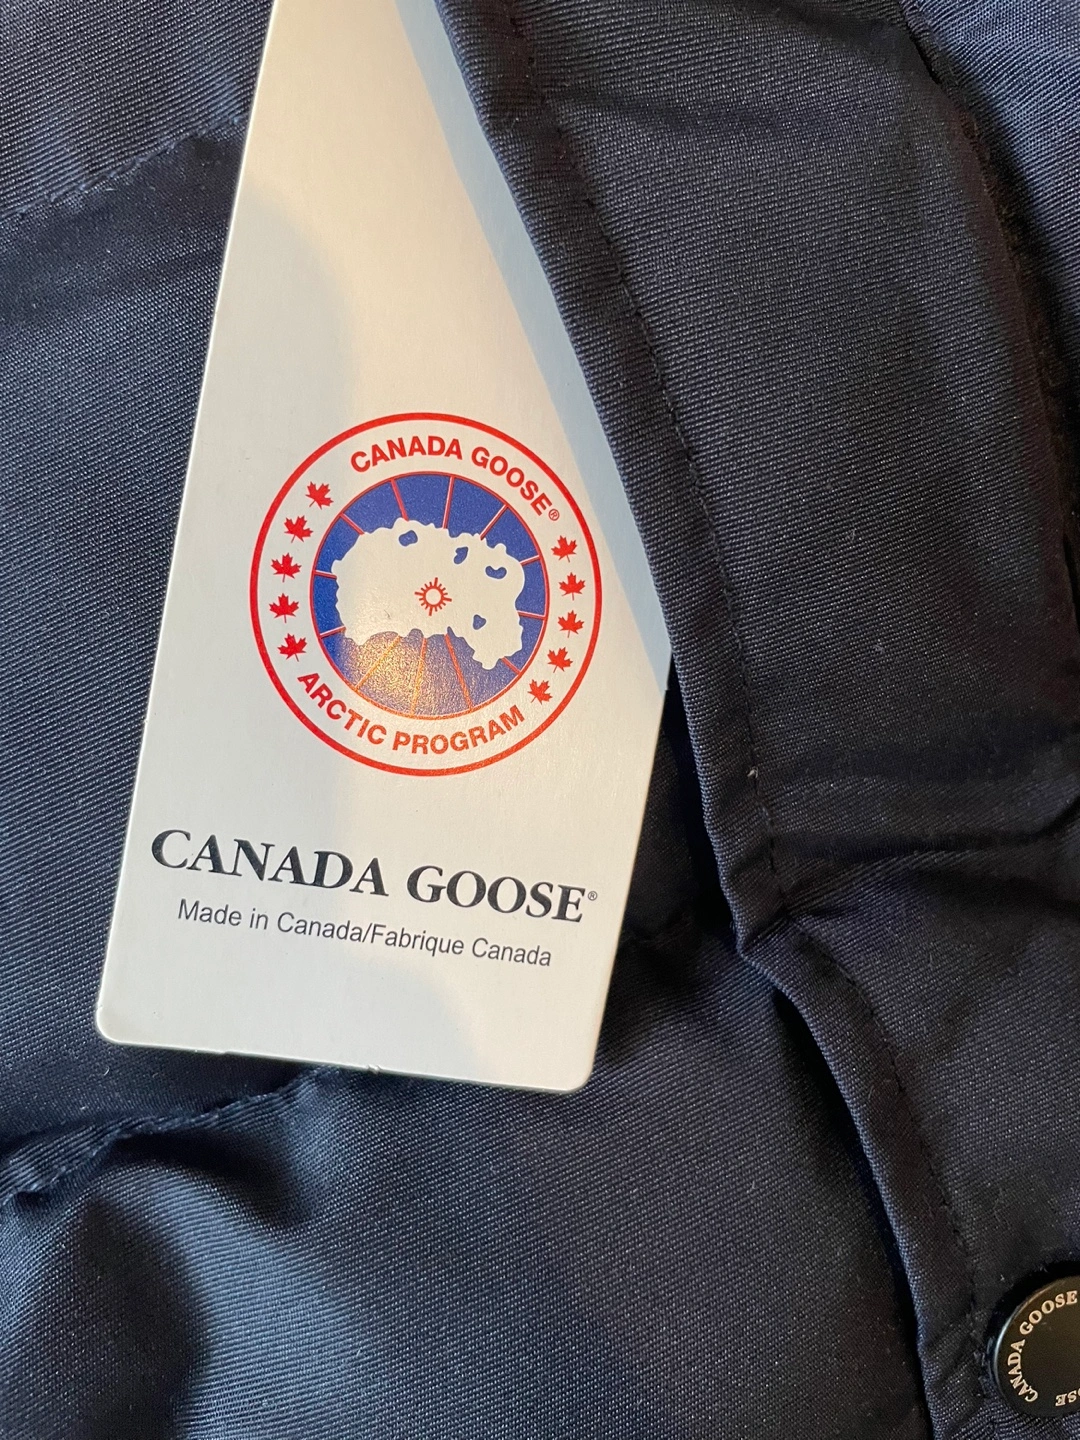 CANADA GOOSE®
ARCTIC PROGRAM
CANADA GOOSE®
Made in Canada/Fabrique Canada
CANADA GOOSE